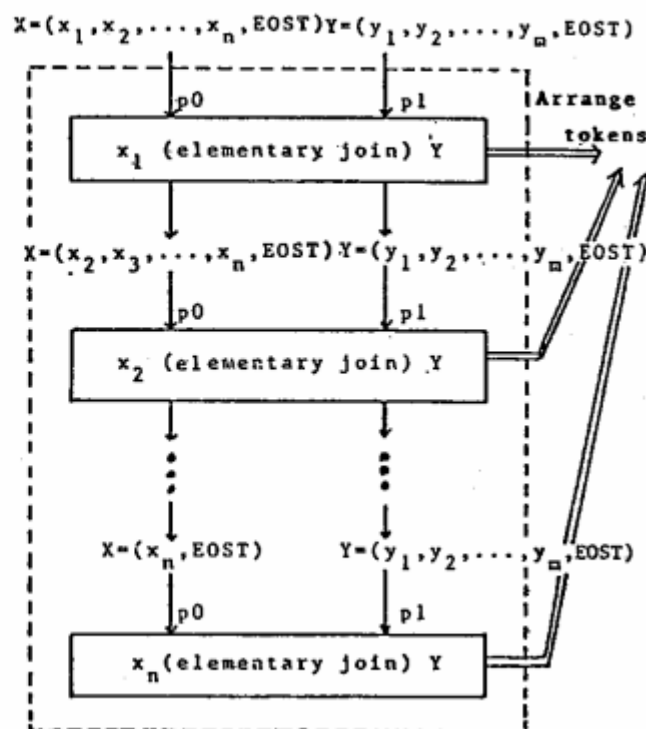 X=(x₁,x₂,...,xₙ,EOST)Y=(y₁,y₂,...,yₘ,EOST)
p0 p1
Arrange
tokens
x₁ (elementary join) Y
X=(x₂,x₃,...,xₙ,EOST) Y=(y₁,y₂,...,yₘ,EOST)
p0 p1
x₂ (elementary join) Y
X=(xₙ,EOST) Y=(y₁,y₂,...,yₘ,EOST)
p0 p1
xₙ(elementary join) Y